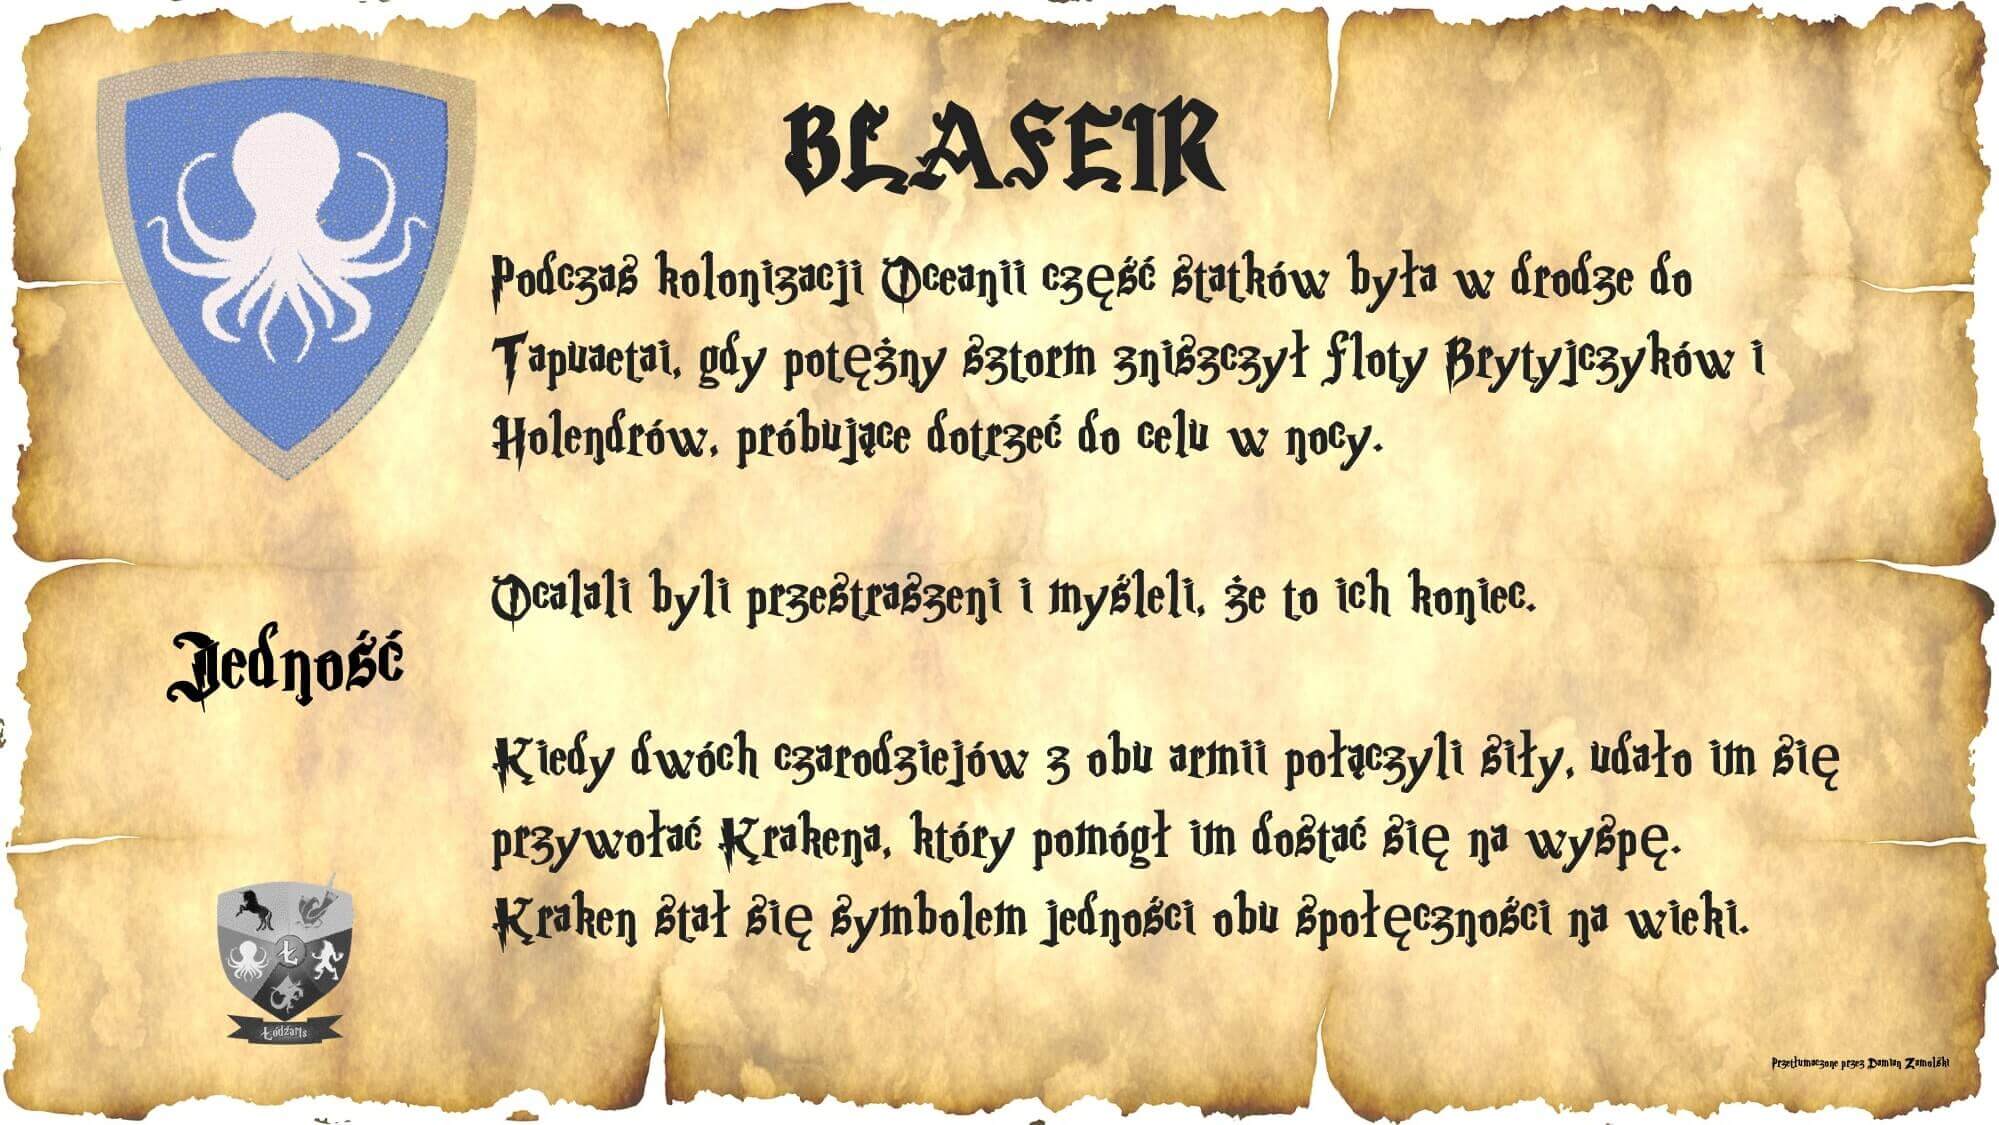 BLAFEIR
Podczas kolonizacji Oceanii część statków była w drodze do
Tapuaetai, gdy potężny sztorm zniszczył floty Brytyjczyków i
Holendrów, próbujące dotrzeć do celu w nocy.
Ocalali byli przestraszeni i myśleli, że to ich koniec.
Jedność
Kiedy dwóch czarodziejów z obu armii połączyli siły, udało im się
przywołać Krakena, który pomógł im dostać się na wyspę.
Kraken stał się symbolem jedności obu społęczności na wieki.
Ł
Łódźarts
Przetłumaczone przez Damian Zamolski